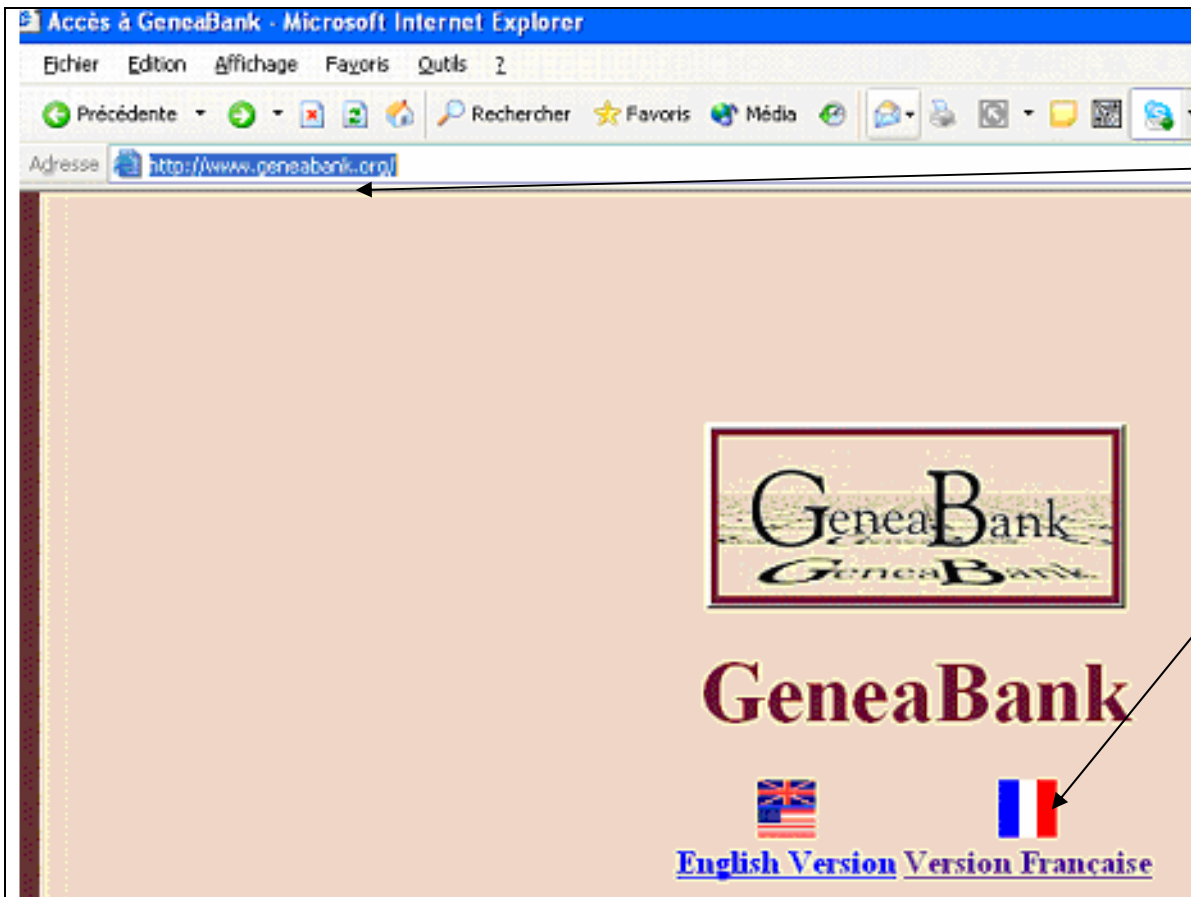 Accès à GeneaBank - Microsoft Internet Explorer
Fichier Edition Affichage Favoris Outils ?
Précédente Rechercher Favoris Média
Adresse http://www.geneabank.org/
GeneaBank
GeneaBank
GeneaBank
English Version Version Française